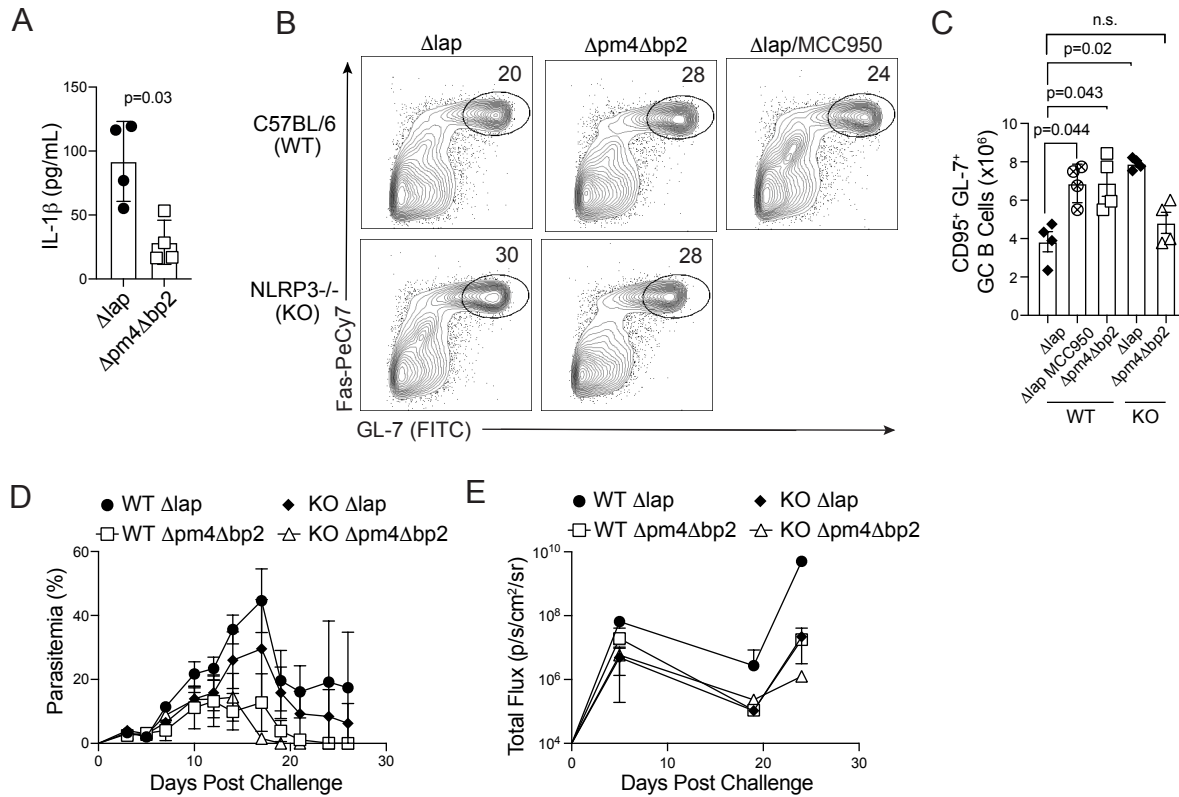 A
IL-1β (pg/mL)
150
100
50
0
p=0.03
Δlap
Δpm4Δbp2
B
Δlap
Δpm4Δbp2
Δlap/MCC950
C57BL/6
(WT)
20
28
24
NLRP3-/-
(KO)
30
28
Fas-PeCy7
GL-7 (FITC)
C
n.s.
p=0.02
p=0.043
p=0.044
CD95⁺ GL-7⁺
GC B Cells (x10⁶)
10
8
6
4
2
0
Δlap
Δlap MCC950
Δpm4Δbp2
Δlap
Δpm4Δbp2
WT
KO
D
WT Δlap
KO Δlap
WT Δpm4Δbp2
KO Δpm4Δbp2
Parasitemia (%)
60
40
20
0
0
10
20
30
Days Post Challenge
E
WT Δlap
KO Δlap
WT Δpm4Δbp2
KO Δpm4Δbp2
Total Flux (p/s/cm²/sr)
10¹⁰
10⁸
10⁶
10⁴
0
10
20
30
Days Post Challenge